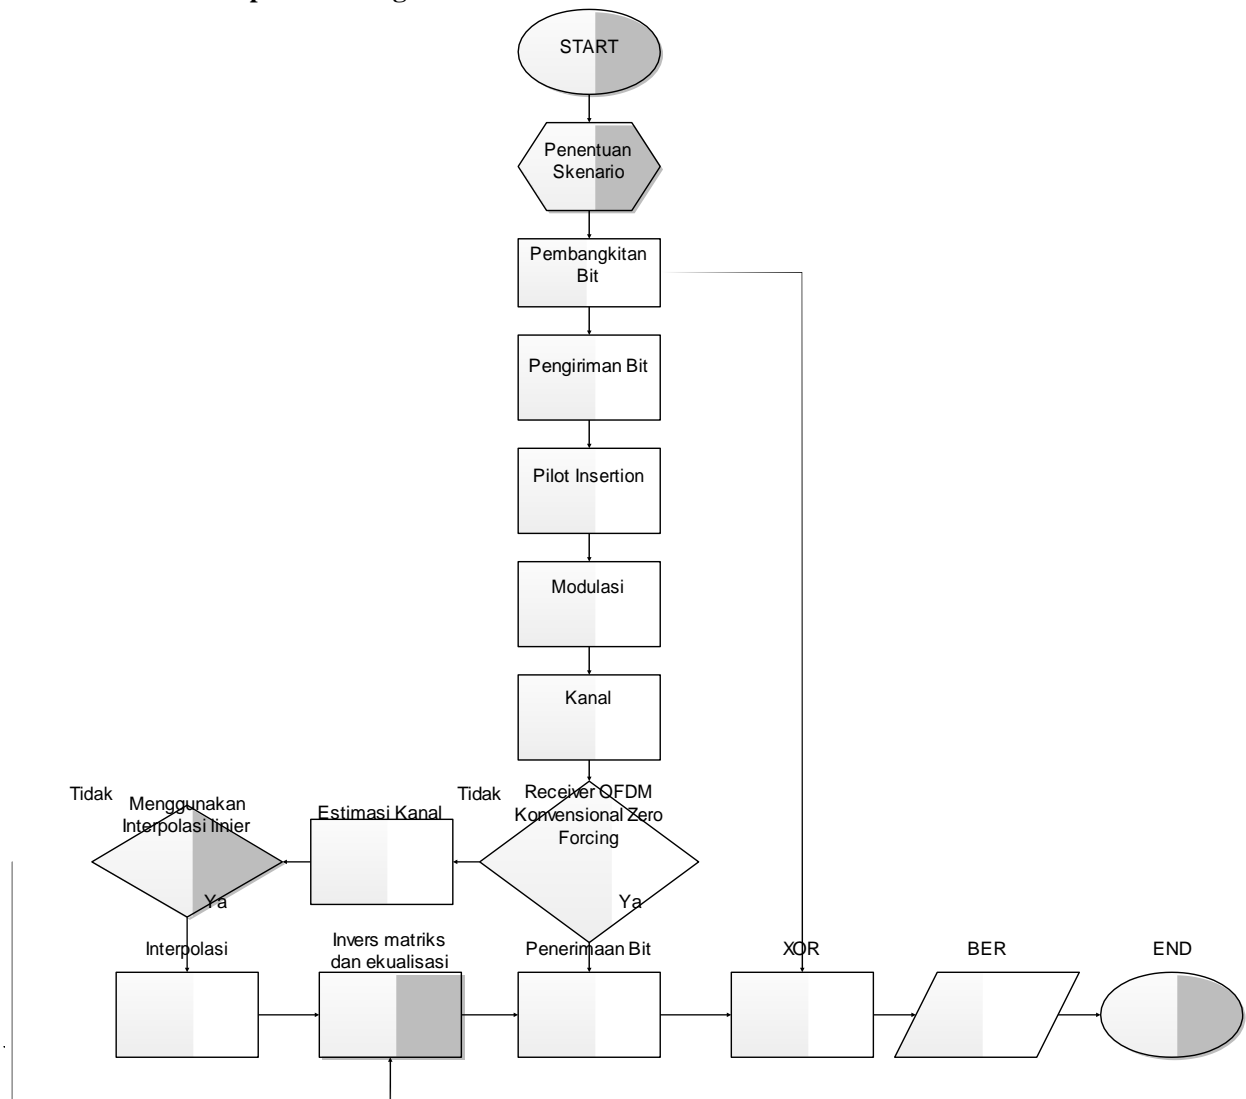 START
Penentuan
Skenario
Pembangkitan
Bit
Pengiriman Bit
Pilot Insertion
Modulasi
Kanal
Tidak
Menggunakan
Interpolasi linier
Estimasi Kanal
Tidak
Receiver OFDM
Konvensional Zero
Forcing
Ya
Ya
Interpolasi
Invers matriks
dan ekualisasi
Penerimaan Bit
XOR
BER
END